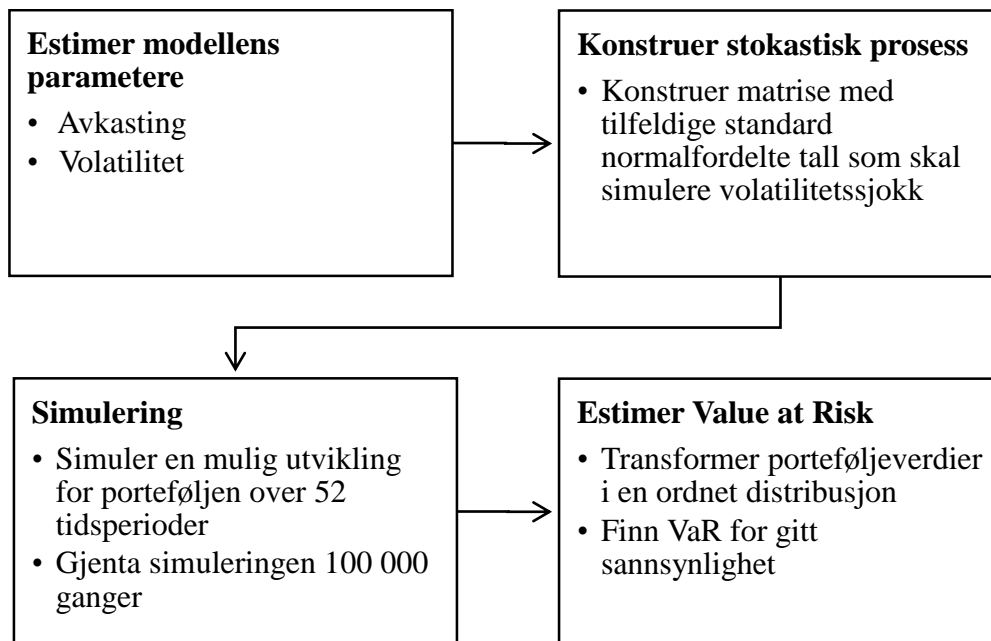 Estimer modellens
parametere
• Avkasting
• Volatilitet
Konstruer stokastisk prosess
• Konstruer matrise med
tilfeldige standard
normalfordelte tall som skal
simulere volatilitetssjokk
Simulering
• Simuler en mulig utvikling
for porteføljen over 52
tidsperioder
• Gjenta simuleringen 100 000
ganger
Estimer Value at Risk
• Transformer porteføljeverdier
i en ordnet distribusjon
• Finn VaR for gitt
sannsynlighet